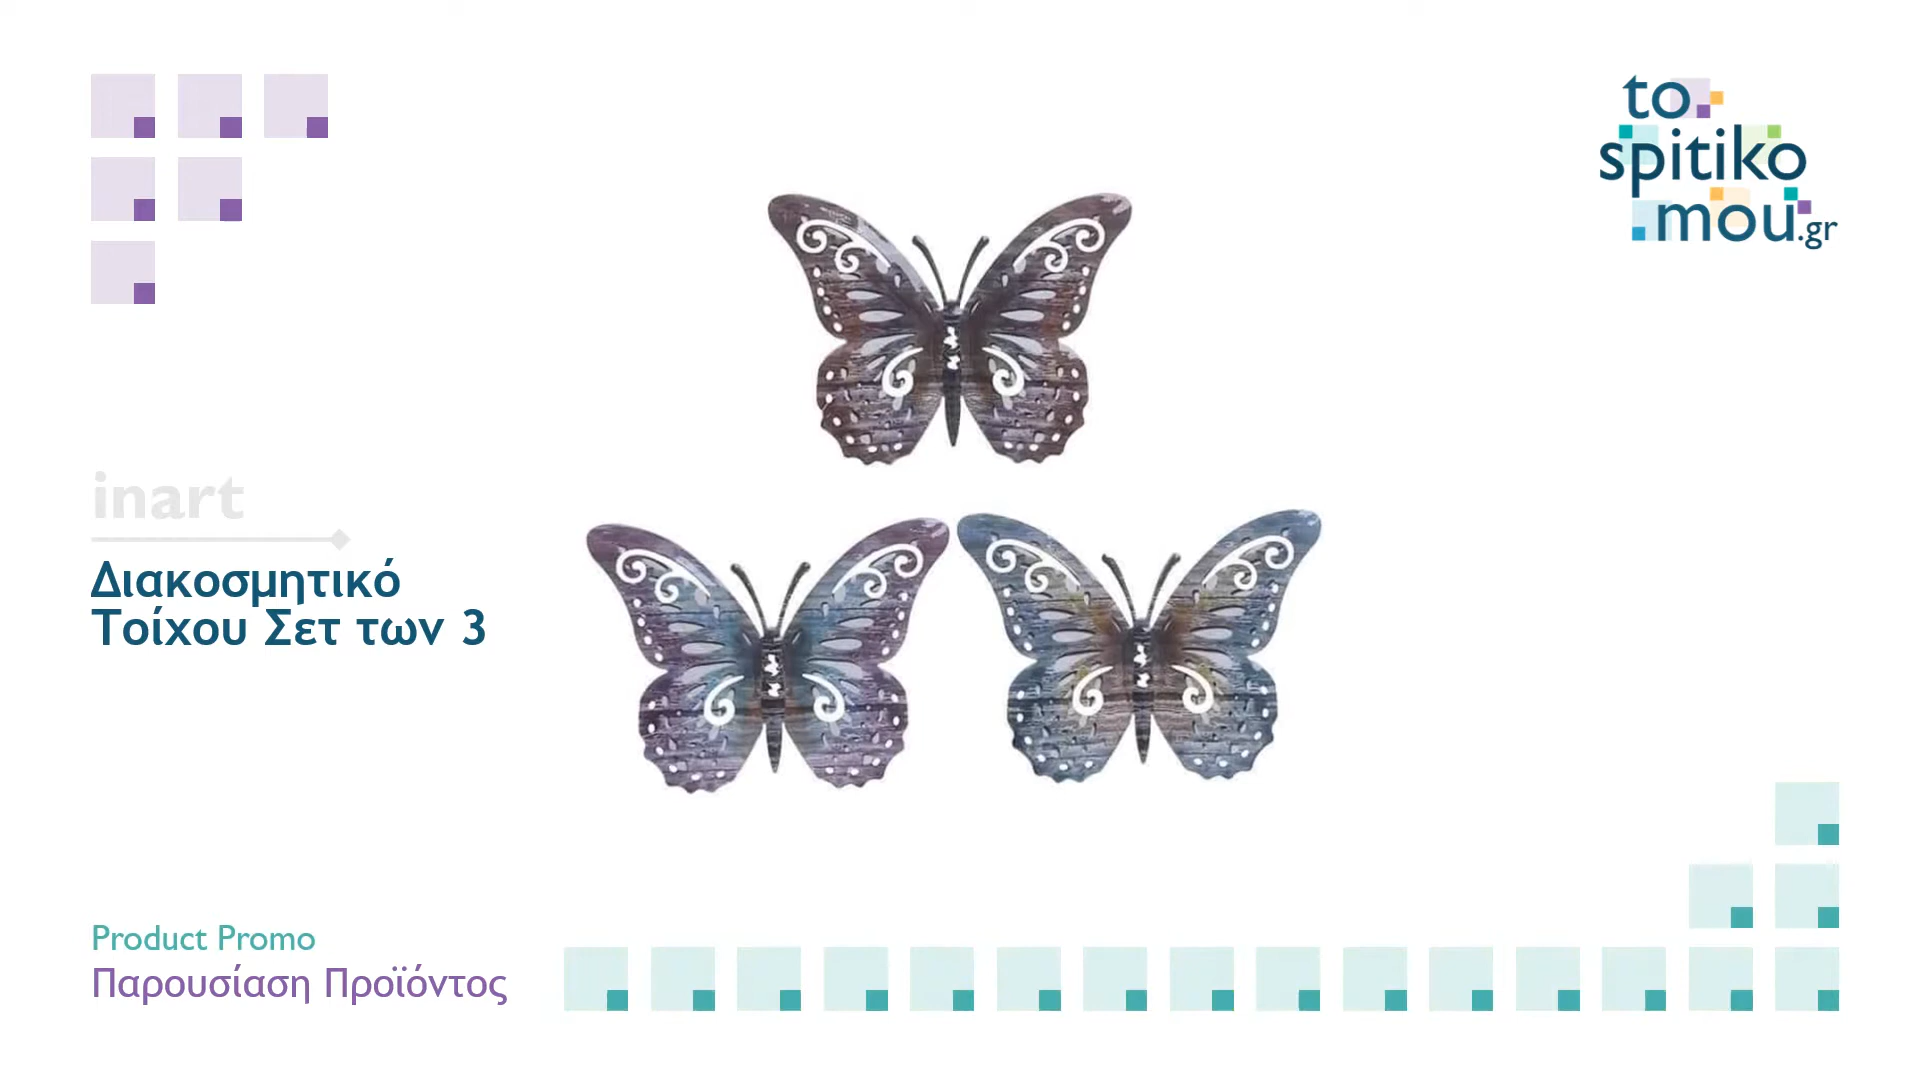 to
spitiko
mou.gr
inart
Διακοσμητικό
Τοίχου Σετ των 3
Product Promo
Παρουσίαση Προϊόντος